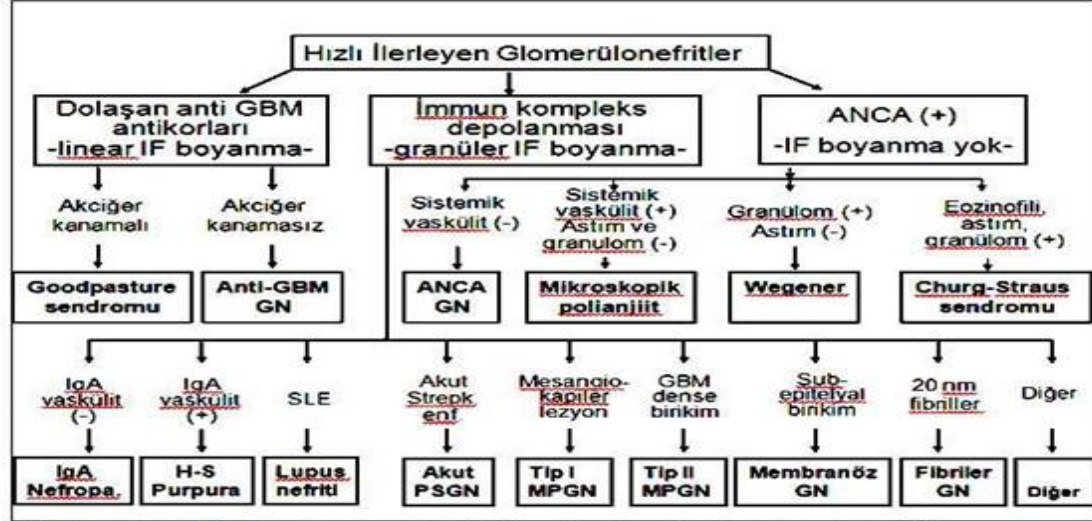 Hızlı İlerleyen Glomerülonefritler
Dolaşan anti GBM
antikorları
-linear IF boyanma-
İmmun kompleks
depolanması
-granüler IF boyanma-
ANCA (+)
-IF boyanma yok-
Akciğer
kanamalı
Akciğer
kanamasız
Sistemik
vaskülit (-)
Sistemik
vaskülit (+)
Astım ve
granulom (-)
Granülom (+)
Astım (-)
Eozinofili,
astım,
granülom (+)
Goodpasture
sendromu
Anti-GBM
GN
ANCA
GN
Mikroskopik
polianjiit
Wegener
Churg-Straus
sendromu
IgA
vaskülit
(-)
IgA
vaskülit
(+)
SLE
Akut
Strepk
enf
Mesangio-
kapiler
lezyon
GBM
dense
birikim
Sub-
epitelyal
birikim
20 nm
fibriller
Diğer
IgA
Nefropa.
H-S
Purpura
Lupus
nefriti
Akut
PSGN
Tip I
MPGN
Tip II
MPGN
Membranöz
GN
Fibriler
GN
Diğer